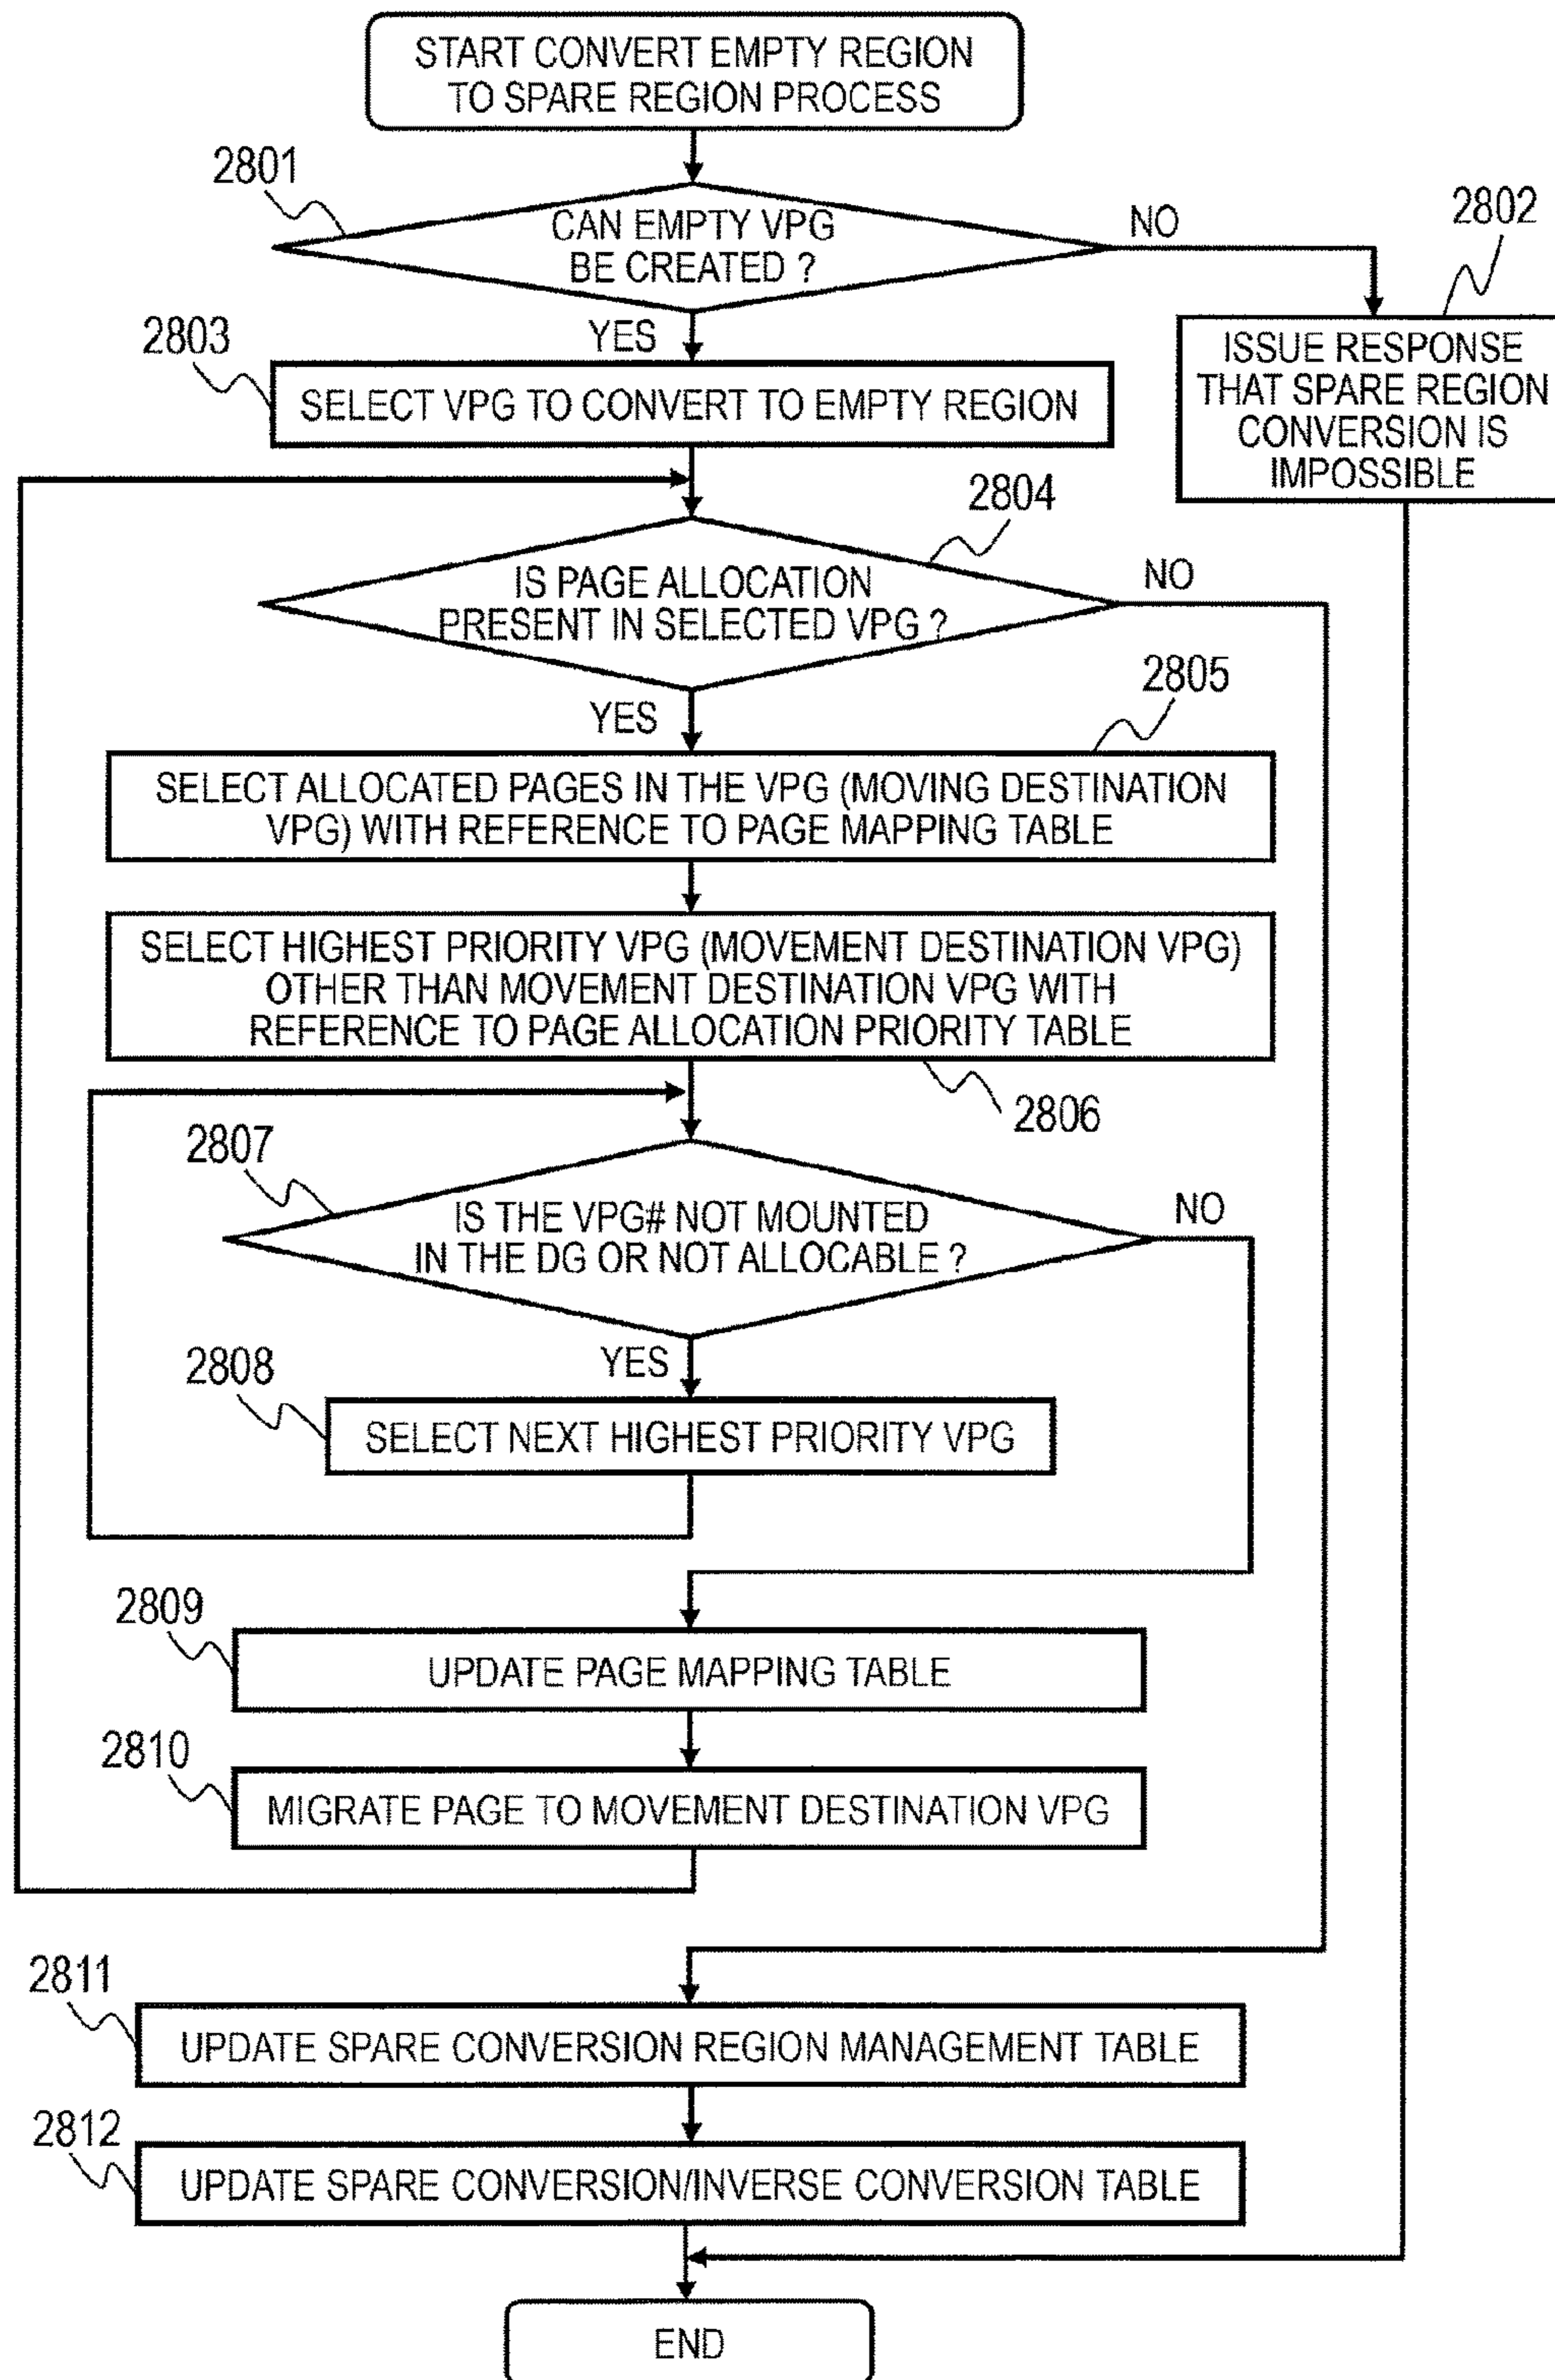 START CONVERT EMPTY REGION
TO SPARE REGION PROCESS
2801
CAN EMPTY VPG
BE CREATED ?
NO
2802
ISSUE RESPONSE
THAT SPARE REGION
CONVERSION IS
IMPOSSIBLE
YES
2803
SELECT VPG TO CONVERT TO EMPTY REGION
2804
IS PAGE ALLOCATION
PRESENT IN SELECTED VPG ?
NO
YES
2805
SELECT ALLOCATED PAGES IN THE VPG (MOVING DESTINATION
VPG) WITH REFERENCE TO PAGE MAPPING TABLE
SELECT HIGHEST PRIORITY VPG (MOVEMENT DESTINATION VPG)
OTHER THAN MOVEMENT DESTINATION VPG WITH
REFERENCE TO PAGE ALLOCATION PRIORITY TABLE
2806
2807
IS THE VPG# NOT MOUNTED
IN THE DG OR NOT ALLOCABLE ?
NO
YES
2808
SELECT NEXT HIGHEST PRIORITY VPG
2809
UPDATE PAGE MAPPING TABLE
2810
MIGRATE PAGE TO MOVEMENT DESTINATION VPG
2811
UPDATE SPARE CONVERSION REGION MANAGEMENT TABLE
2812
UPDATE SPARE CONVERSION/INVERSE CONVERSION TABLE
END